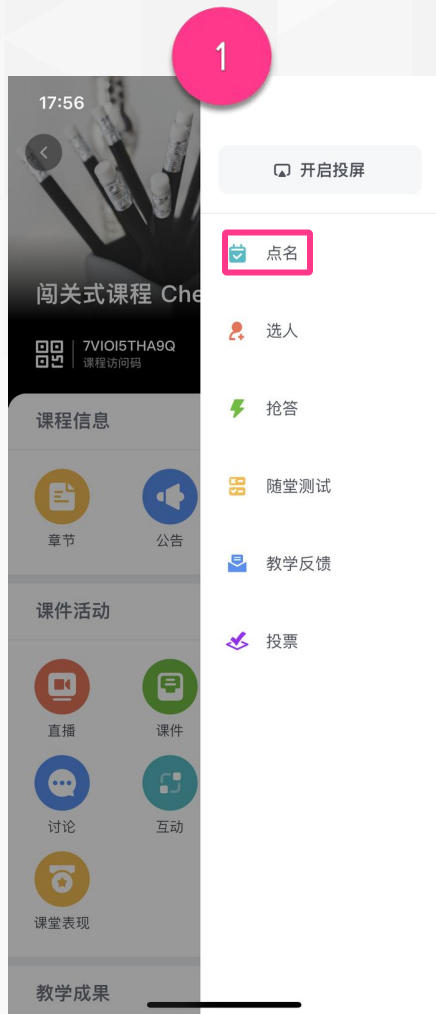 1
17:56
开启投屏
点名
闯关式课程 Che
7VIOI5THA9Q
课程访问码
选人
课程信息
抢答
章节
公告
随堂测试
教学反馈
课件活动
投票
直播
课件
讨论
互动
课堂表现
教学成果